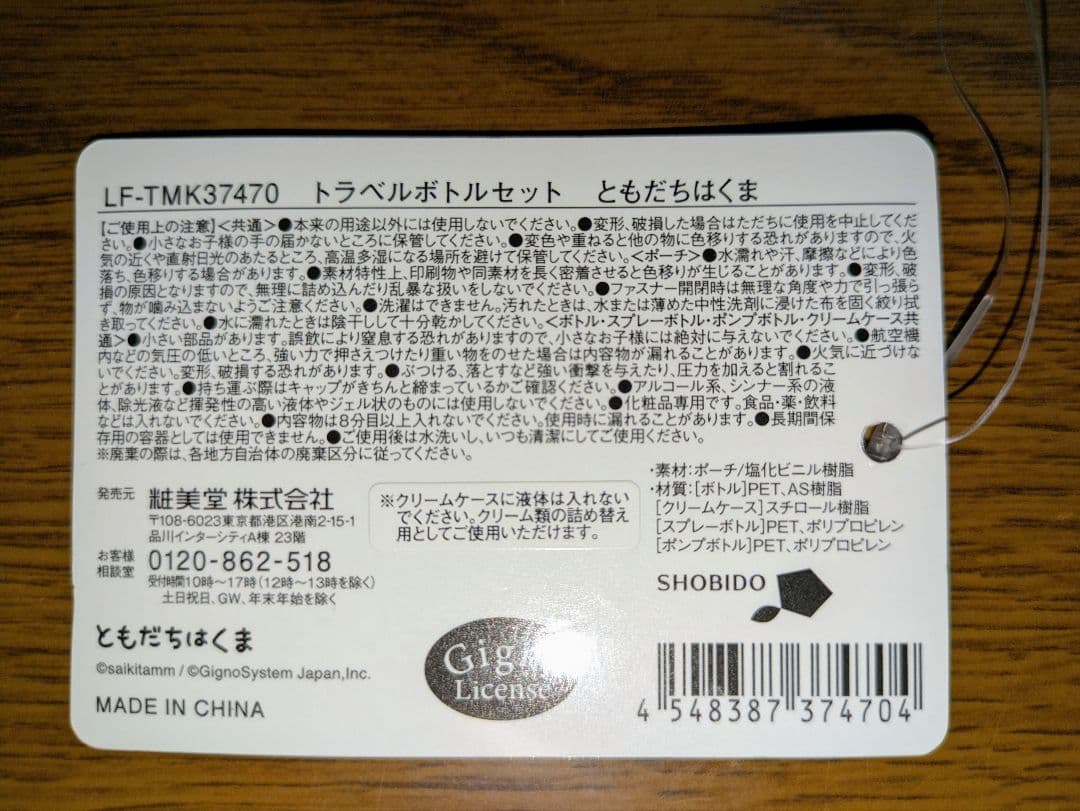 LF-TMK37470 トラベルボトルセット ともだちはくま
【ご使用上の注意】<共通>●本来の用途以外には使用しないでください。●変形、破損した場合はただちに使用を中止してくだ
さい。●小さなお子様の手の届かないところに保管してください。●変色や重ねると他の物に色移りする恐れがありますので、火
気の近くや直射日光のあたるところ、高温多湿になる場所を避けて保管してください。<ポーチ>●水濡れや汗、摩擦などにより色
落ち、色移りする場合があります。●素材特性上、印刷物や同素材を長く密着させると色移りが生じることがあります。●変形、破
損の原因となりますので、無理に詰め込んだり乱暴な扱いをしないでください。●ファスナー開閉時は無理な角度や力で引っ張ら
ず、物が噛み込まないようご注意ください。●洗濯はできません。汚れたときは、水または薄めた中性洗剤に浸けた布を固く絞り拭
き取ってください。●水に濡れたときは陰干しして十分乾かしてください。<ボトル・スプレーボトル・ポンプボトル・クリームケース共
通>●小さい部品があります。誤飲により窒息する恐れがありますので、小さなお子様には絶対に与えないでください。●航空機
内などの気圧の低いところ、強い力で押さえつけたり重い物をのせた場合は内容物が漏れることがあります。●火気に近づけな
いでください。変形、破損する恐れがあります。●ぶつける、落とすなど強い衝撃を与えたり、圧力を加えると割れるこ
とがあります。●持ち運ぶ際はキャップがきちんと締まっているかご確認ください。●アルコール系、シンナー系の液
体、除光液など揮発性の高い液体やジェル状のものには使用しないでください。●化粧品専用です。食品・薬・飲料
などは入れないでください。●内容物は8分目以上入れないでください。使用時に漏れることがあります。●長期間保
存用の容器としては使用できません。●ご使用後は水洗いし、いつも清潔にしてご使用ください。
※廃棄の際は、各地方自治体の廃棄区分に従ってください。
発売元 粧美堂 株式会社
〒108-6023東京都港区港南2-15-1
品川インターシティA棟 23階
お客様
相談室 0120-862-518
受付時間10時〜17時(12時〜13時を除く)
土日祝日、GW、年末年始を除く
※クリームケースに液体は入れない
でください。クリーム類の詰め替え
用としてご使用いただけます。
・素材:ポーチ/塩化ビニル樹脂
・材質:[ボトル]PET、AS樹脂
[クリームケース]スチロール樹脂
[スプレーボトル]PET、ポリプロピレン
[ポンプボトル]PET、ポリプロピレン
SHOBIDO
ともだちはくま
©saikitamm / ©GignoSystem Japan,Inc.
MADE IN CHINA
Gigno
License
4 548387 374704